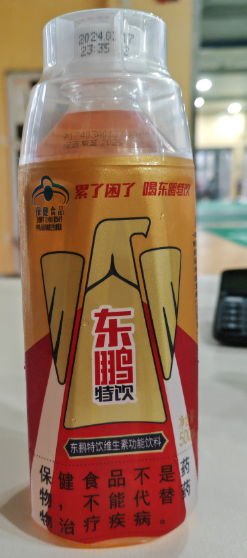 23:35
累了困了 喝东鹏特饮
保健食品
东鹏
特饮
东鹏特饮维生素功能饮料
保健食品不是药
物，不能代替药
物治疗疾病。